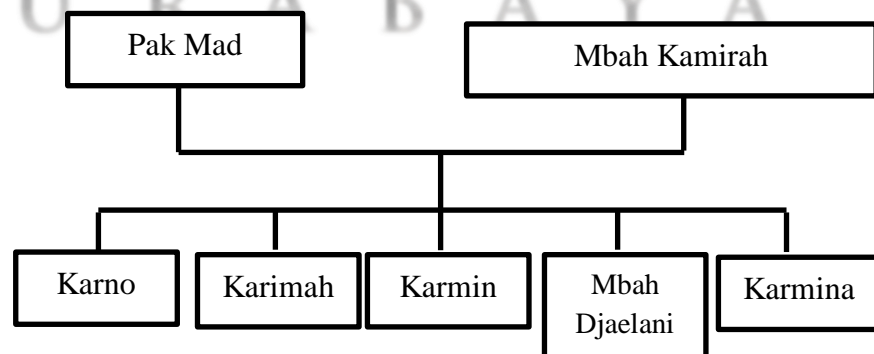 U R A B A Y A
Pak Mad
Mbah Kamirah
Karno
Karimah
Karmin
Mbah
Djaelani
Karmina